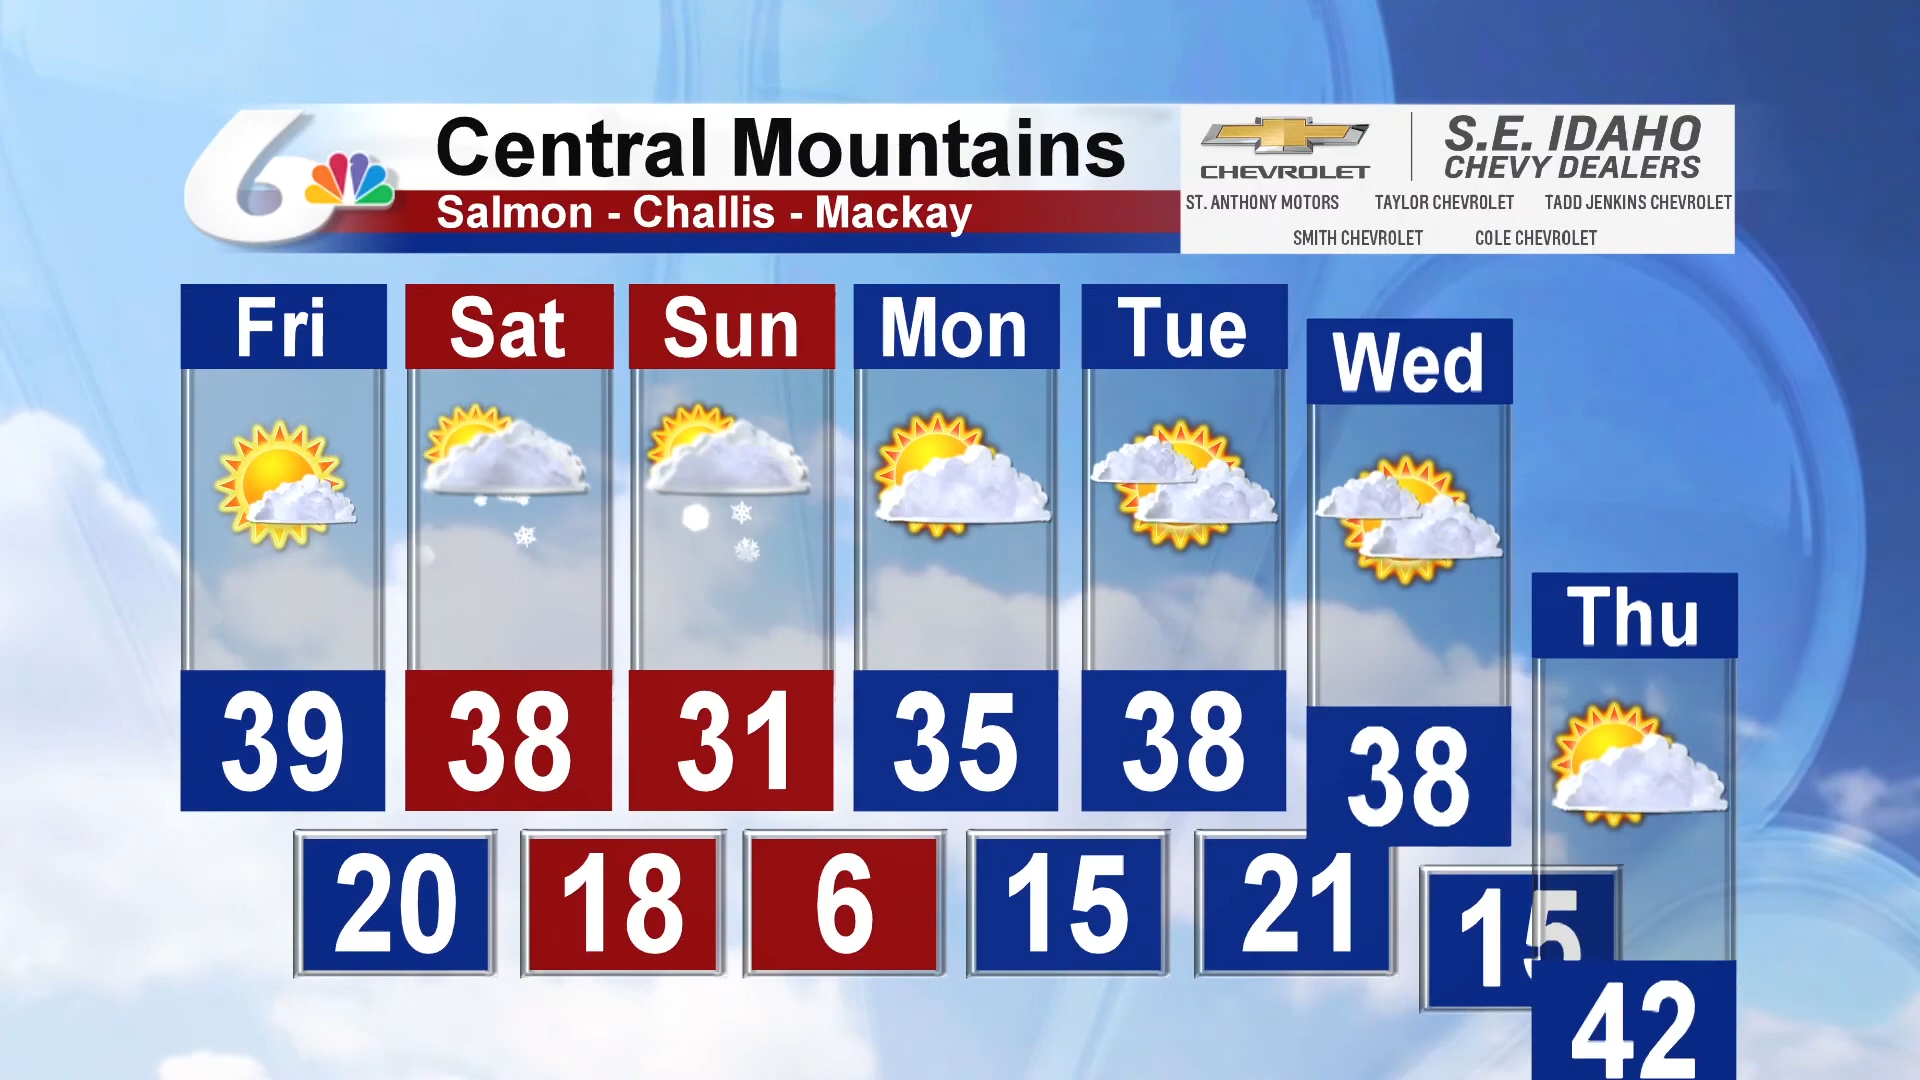 6
Central Mountains
Salmon - Challis - Mackay
CHEVROLET
S.E. IDAHO
CHEVY DEALERS
ST. ANTHONY MOTORS TAYLOR CHEVROLET TADD JENKINS CHEVROLET
SMITH CHEVROLET COLE CHEVROLET
Fri Sat Sun Mon Tue Wed Thu
39 38 31 35 38 38 42
20 18 6 15 21 15